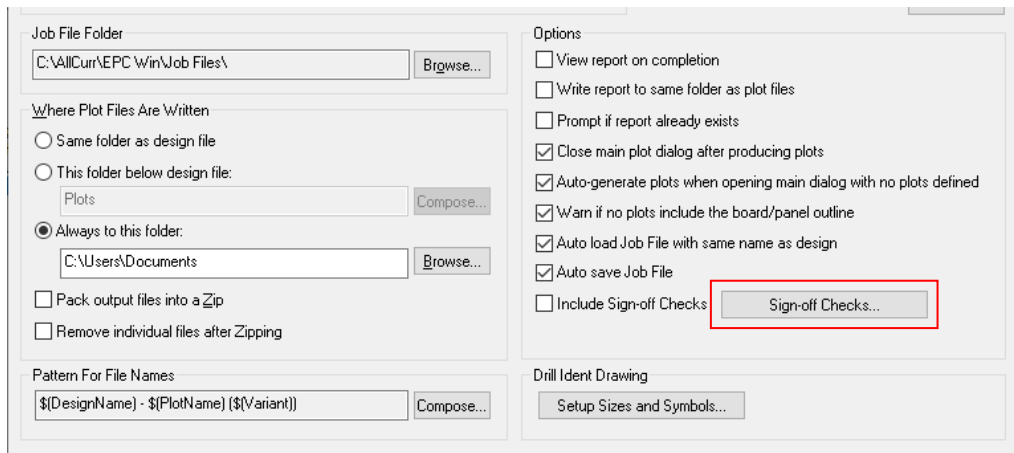 Job File Folder
C:\AllCurr\EPC Win\Job Files\
Browse...
Where Plot Files Are Written
Same folder as design file
This folder below design file:
Plots
Compose...
Always to this folder:
C:\Users\Documents
Browse...
Pack output files into a Zip
Remove individual files after Zipping
Pattern For File Names
$(DesignName) - $(PlotName) ($(Variant))
Compose...
Options
View report on completion
Write report to same folder as plot files
Prompt if report already exists
Close main plot dialog after producing plots
Auto-generate plots when opening main dialog with no plots defined
Warn if no plots include the board/panel outline
Auto load Job File with same name as design
Auto save Job File
Include Sign-off Checks
Sign-off Checks...
Drill Ident Drawing
Setup Sizes and Symbols...